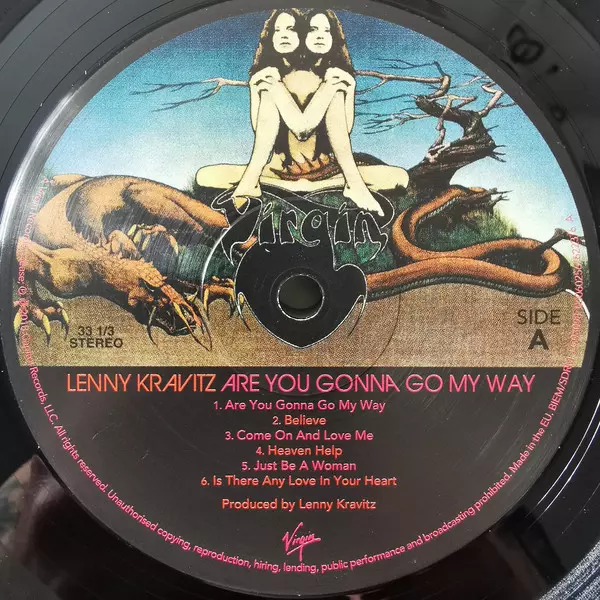 Virgin
33 1/3
STEREO
SIDE
A
LENNY KRAVITZ ARE YOU GONNA GO MY WAY
1. Are You Gonna Go My Way
2. Believe
3. Come On And Love Me
4. Heaven Help
5. Just Be A Woman
6. Is There Any Love In Your Heart
Produced by Lenny Kravitz
Virgin
Records, LLC. All rights reserved. Unauthorised copying, reproduction, hiring, lending, public performance and broadcasting prohibited. Made in the EU. BIEM/SDRM